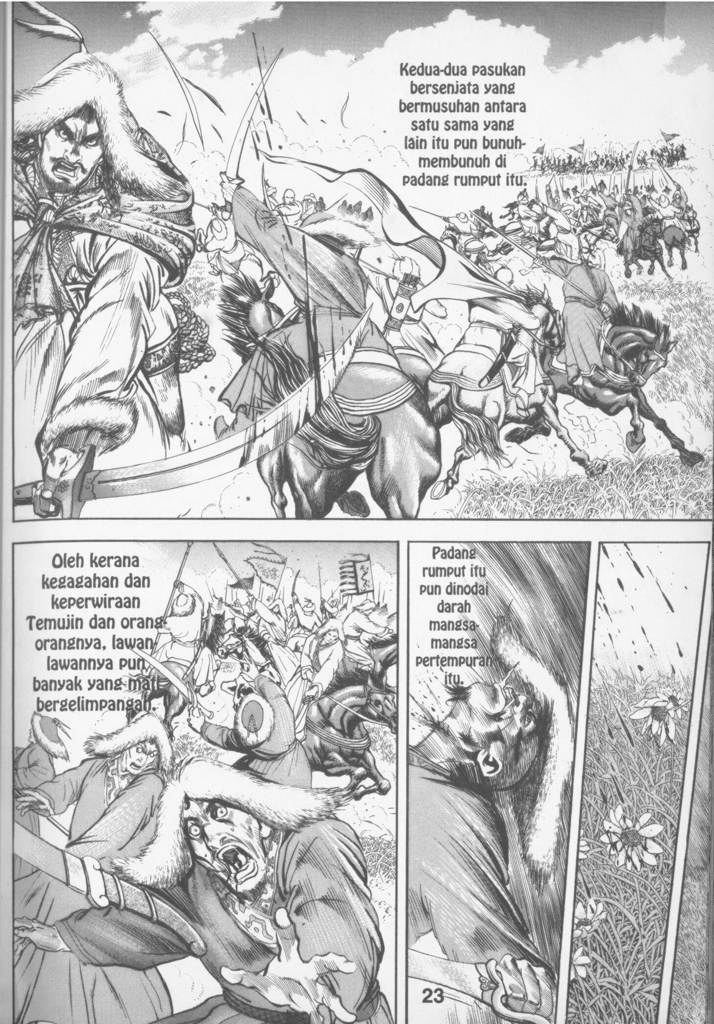 Kedua-dua pasukan
bersenjata yang
bermusuhan antara
satu sama yang
lain itu pun bunuh-
membunuh di
padang rumput itu.
Oleh kerana
kegagahan dan
keperwiraan
Temujin dan orang-
orangnya, lawan
lawannya pun
banyak yang mati
bergelimpangan.
Padang
rumput itu
pun dinodai
darah
mangsa-
mangsa
pertempuran
itu.
23